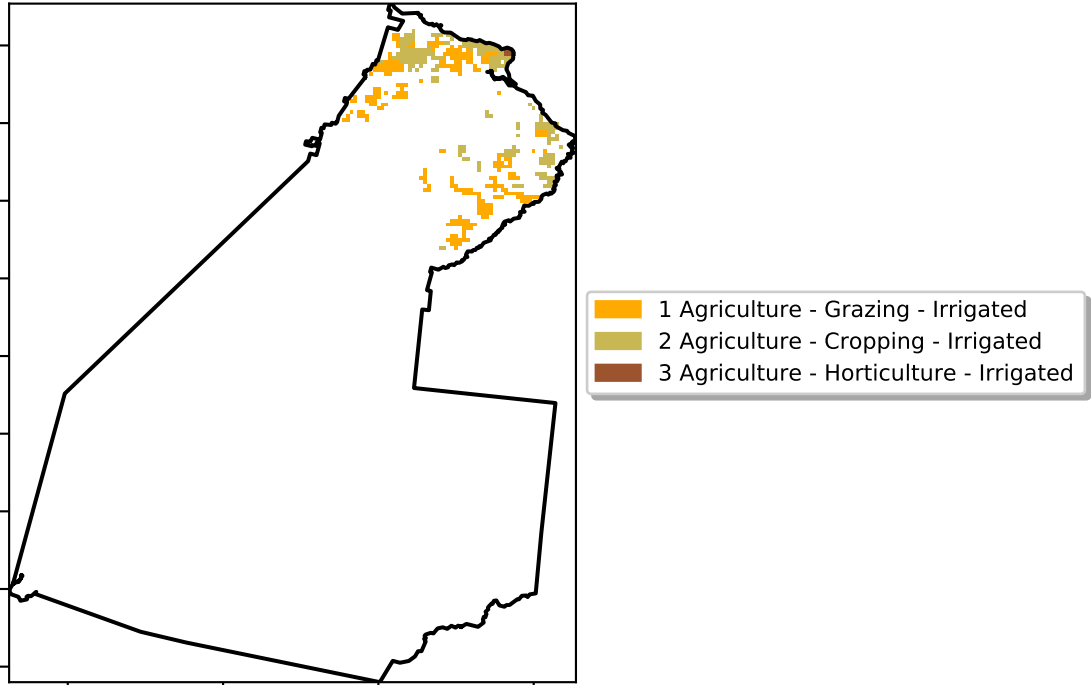 1 Agriculture - Grazing - Irrigated
2 Agriculture - Cropping - Irrigated
3 Agriculture - Horticulture - Irrigated